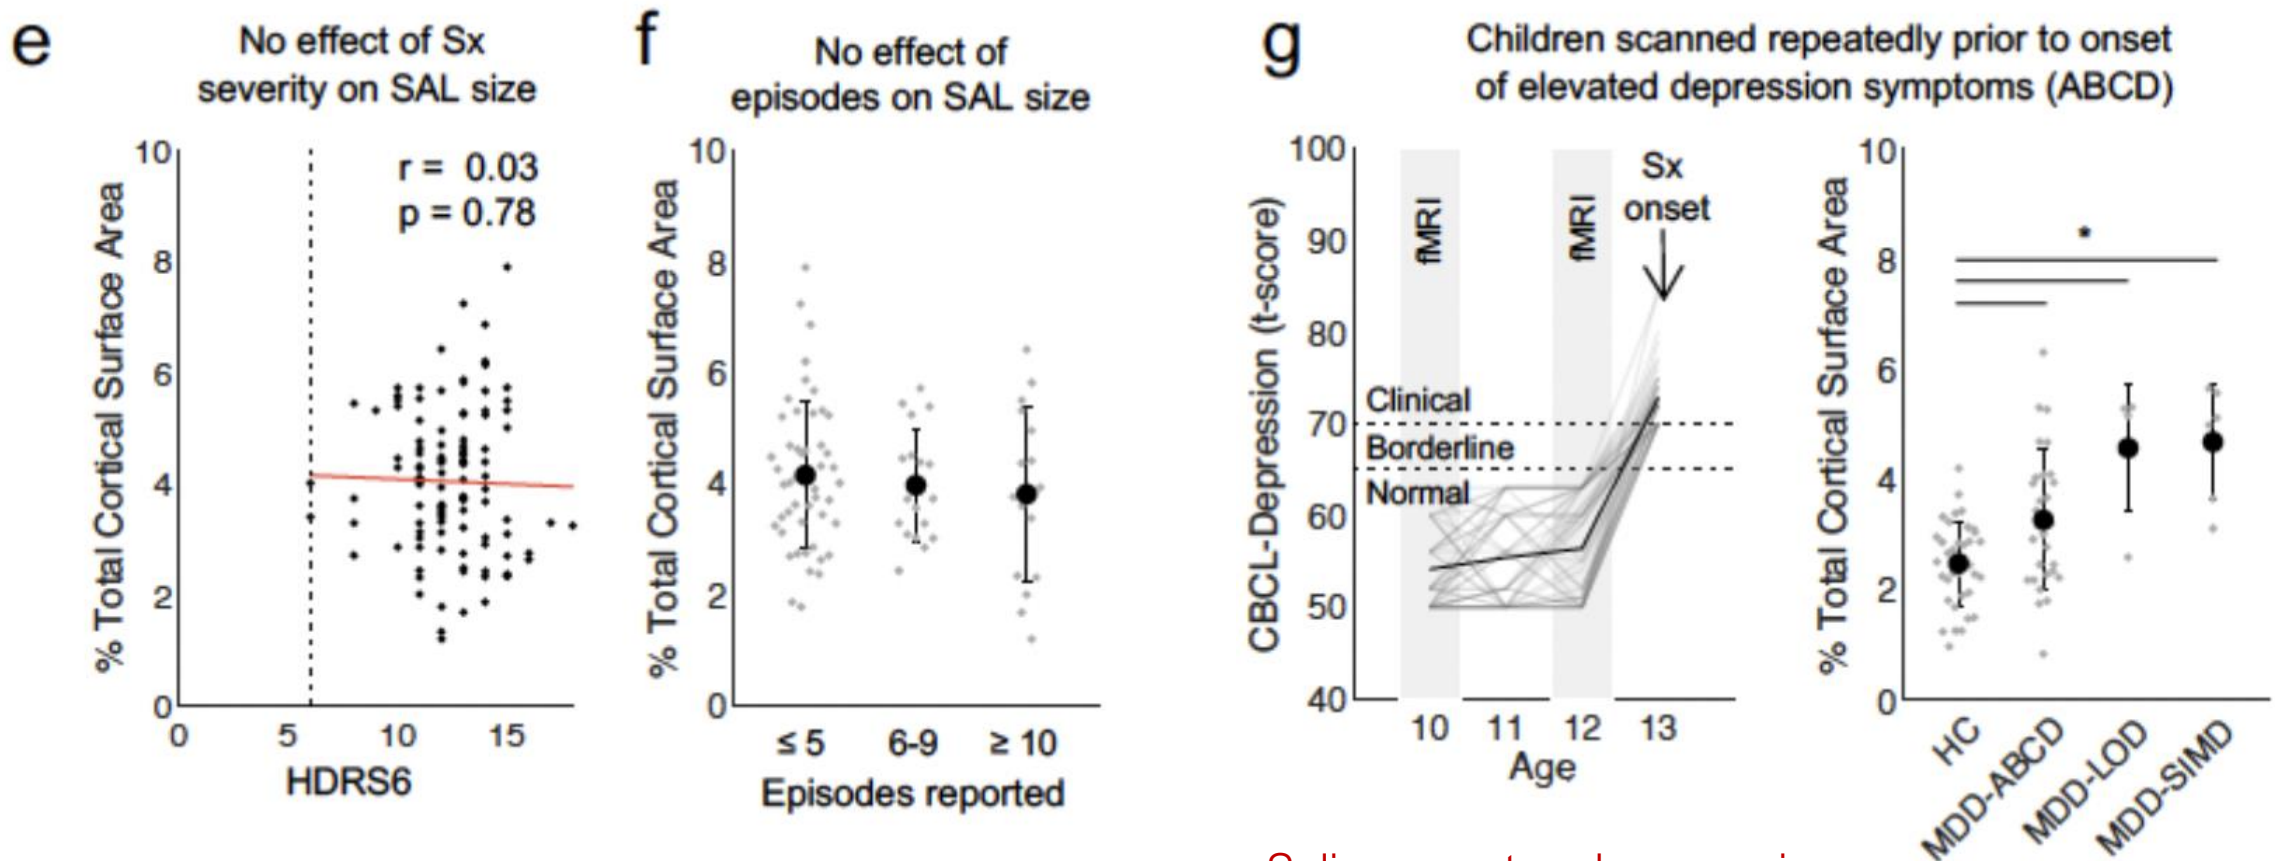 e
No effect of Sx
severity on SAL size
r = 0.03
p = 0.78
% Total Cortical Surface Area
10
8
6
4
2
0
0 5 10 15
HDRS6
f
No effect of
episodes on SAL size
% Total Cortical Surface Area
10
8
6
4
2
0
≤ 5 6-9 ≥ 10
Episodes reported
g
Children scanned repeatedly prior to onset
of elevated depression symptoms (ABCD)
CBCL-Depression (t-score)
100
90
80
70
60
50
40
fMRI
fMRI
Sx
onset
Clinical
Borderline
Normal
10 11 12 13
Age
% Total Cortical Surface Area
10
8
6
4
2
0
*
HC
MDD-ABCD
MDD-LOD
MDD-SIMD